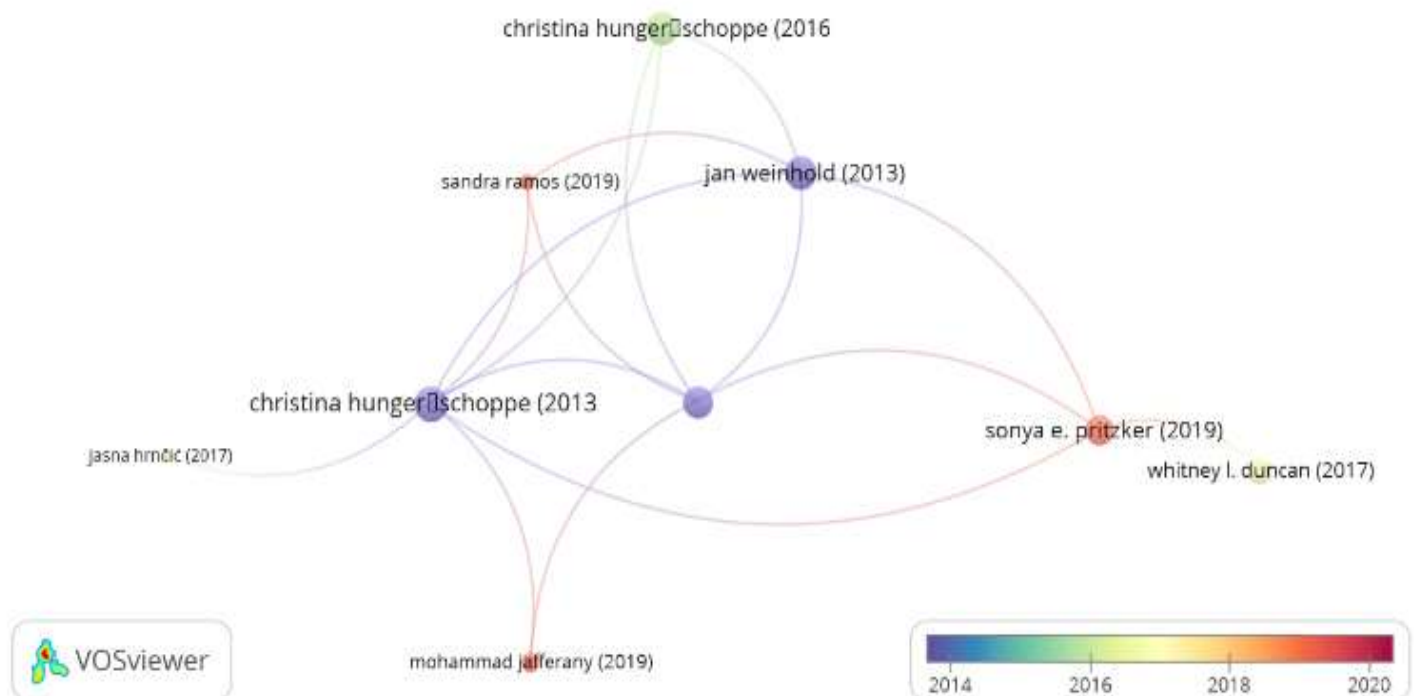 christina hunger▯schoppe (2016
jan weinhold (2013)
sandra ramos (2019)
christina hunger▯schoppe (2013
sonya e. pritzker (2019)
jasna hrnčić (2017)
whitney l. duncan (2017)
mohammad jafferany (2019)
VOSviewer
2014 2016 2018 2020